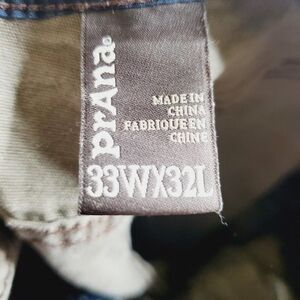 prAna
MADE IN
CHINA
FABRIQUE EN
CHINE
33WX32L